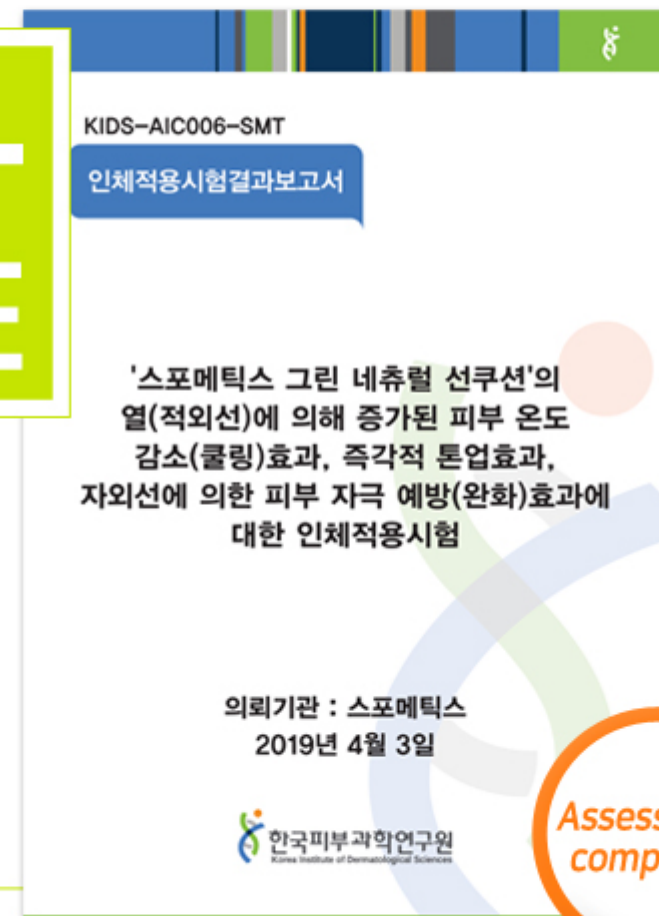 KIDS-AIC006-SMT
인체적용시험결과보고서
'스포메틱스 그린 네츄럴 선쿠션'의
열(적외선)에 의해 증가된 피부 온도
감소(쿨링)효과, 즉각적 톤업효과,
자외선에 의한 피부 자극 예방(완화)효과에
대한 인체적용시험
의뢰기관 : 스포메틱스
2019년 4월 3일
한국피부과학연구원
Korea Institute of Dermatological Sciences
Assess
comp